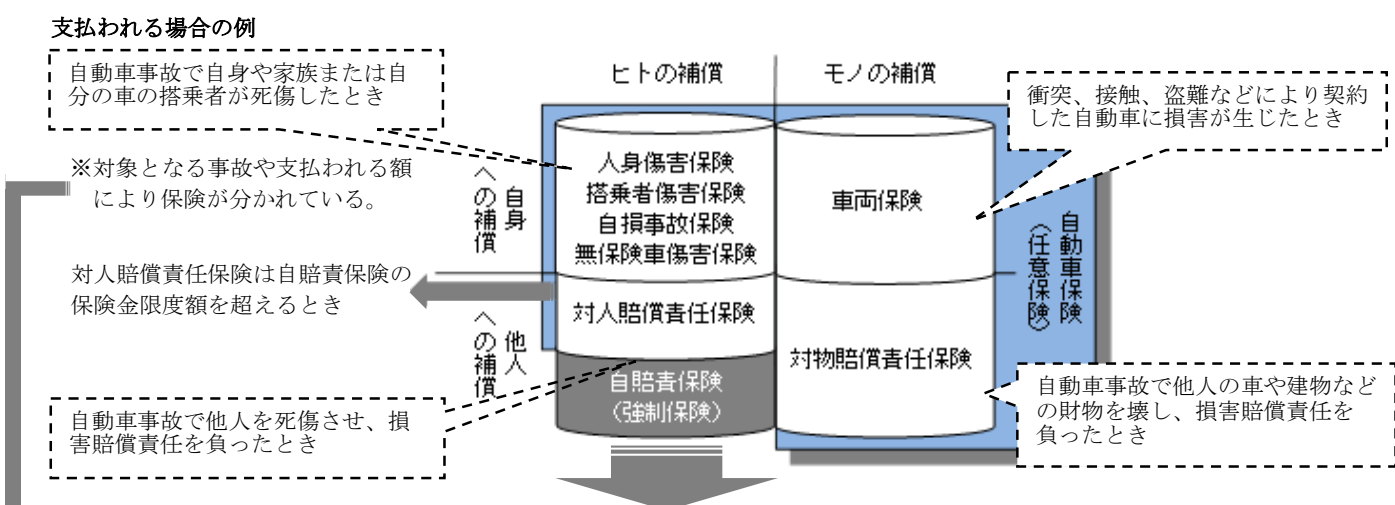 支払われる場合の例
自動車事故で自身や家族または自
分の車の搭乗者が死傷したとき
※対象となる事故や支払われる額
により保険が分かれている。
対人賠償責任保険は自賠責保険の
保険金限度額を超えるとき
自動車事故で他人を死傷させ、損
害賠償責任を負ったとき
ヒトの補償
モノの補償
自身
への補償
他人
への補償
人身傷害保険
搭乗者傷害保険
自損事故保険
無保険車傷害保険
対人賠償責任保険
自賠責保険
(強制保険)
車両保険
対物賠償責任保険
自動車保険
(任意保険)
衝突、接触、盗難などにより契約
した自動車に損害が生じたとき
自動車事故で他人の車や建物など
の財物を壊し、損害賠償責任を
負ったとき